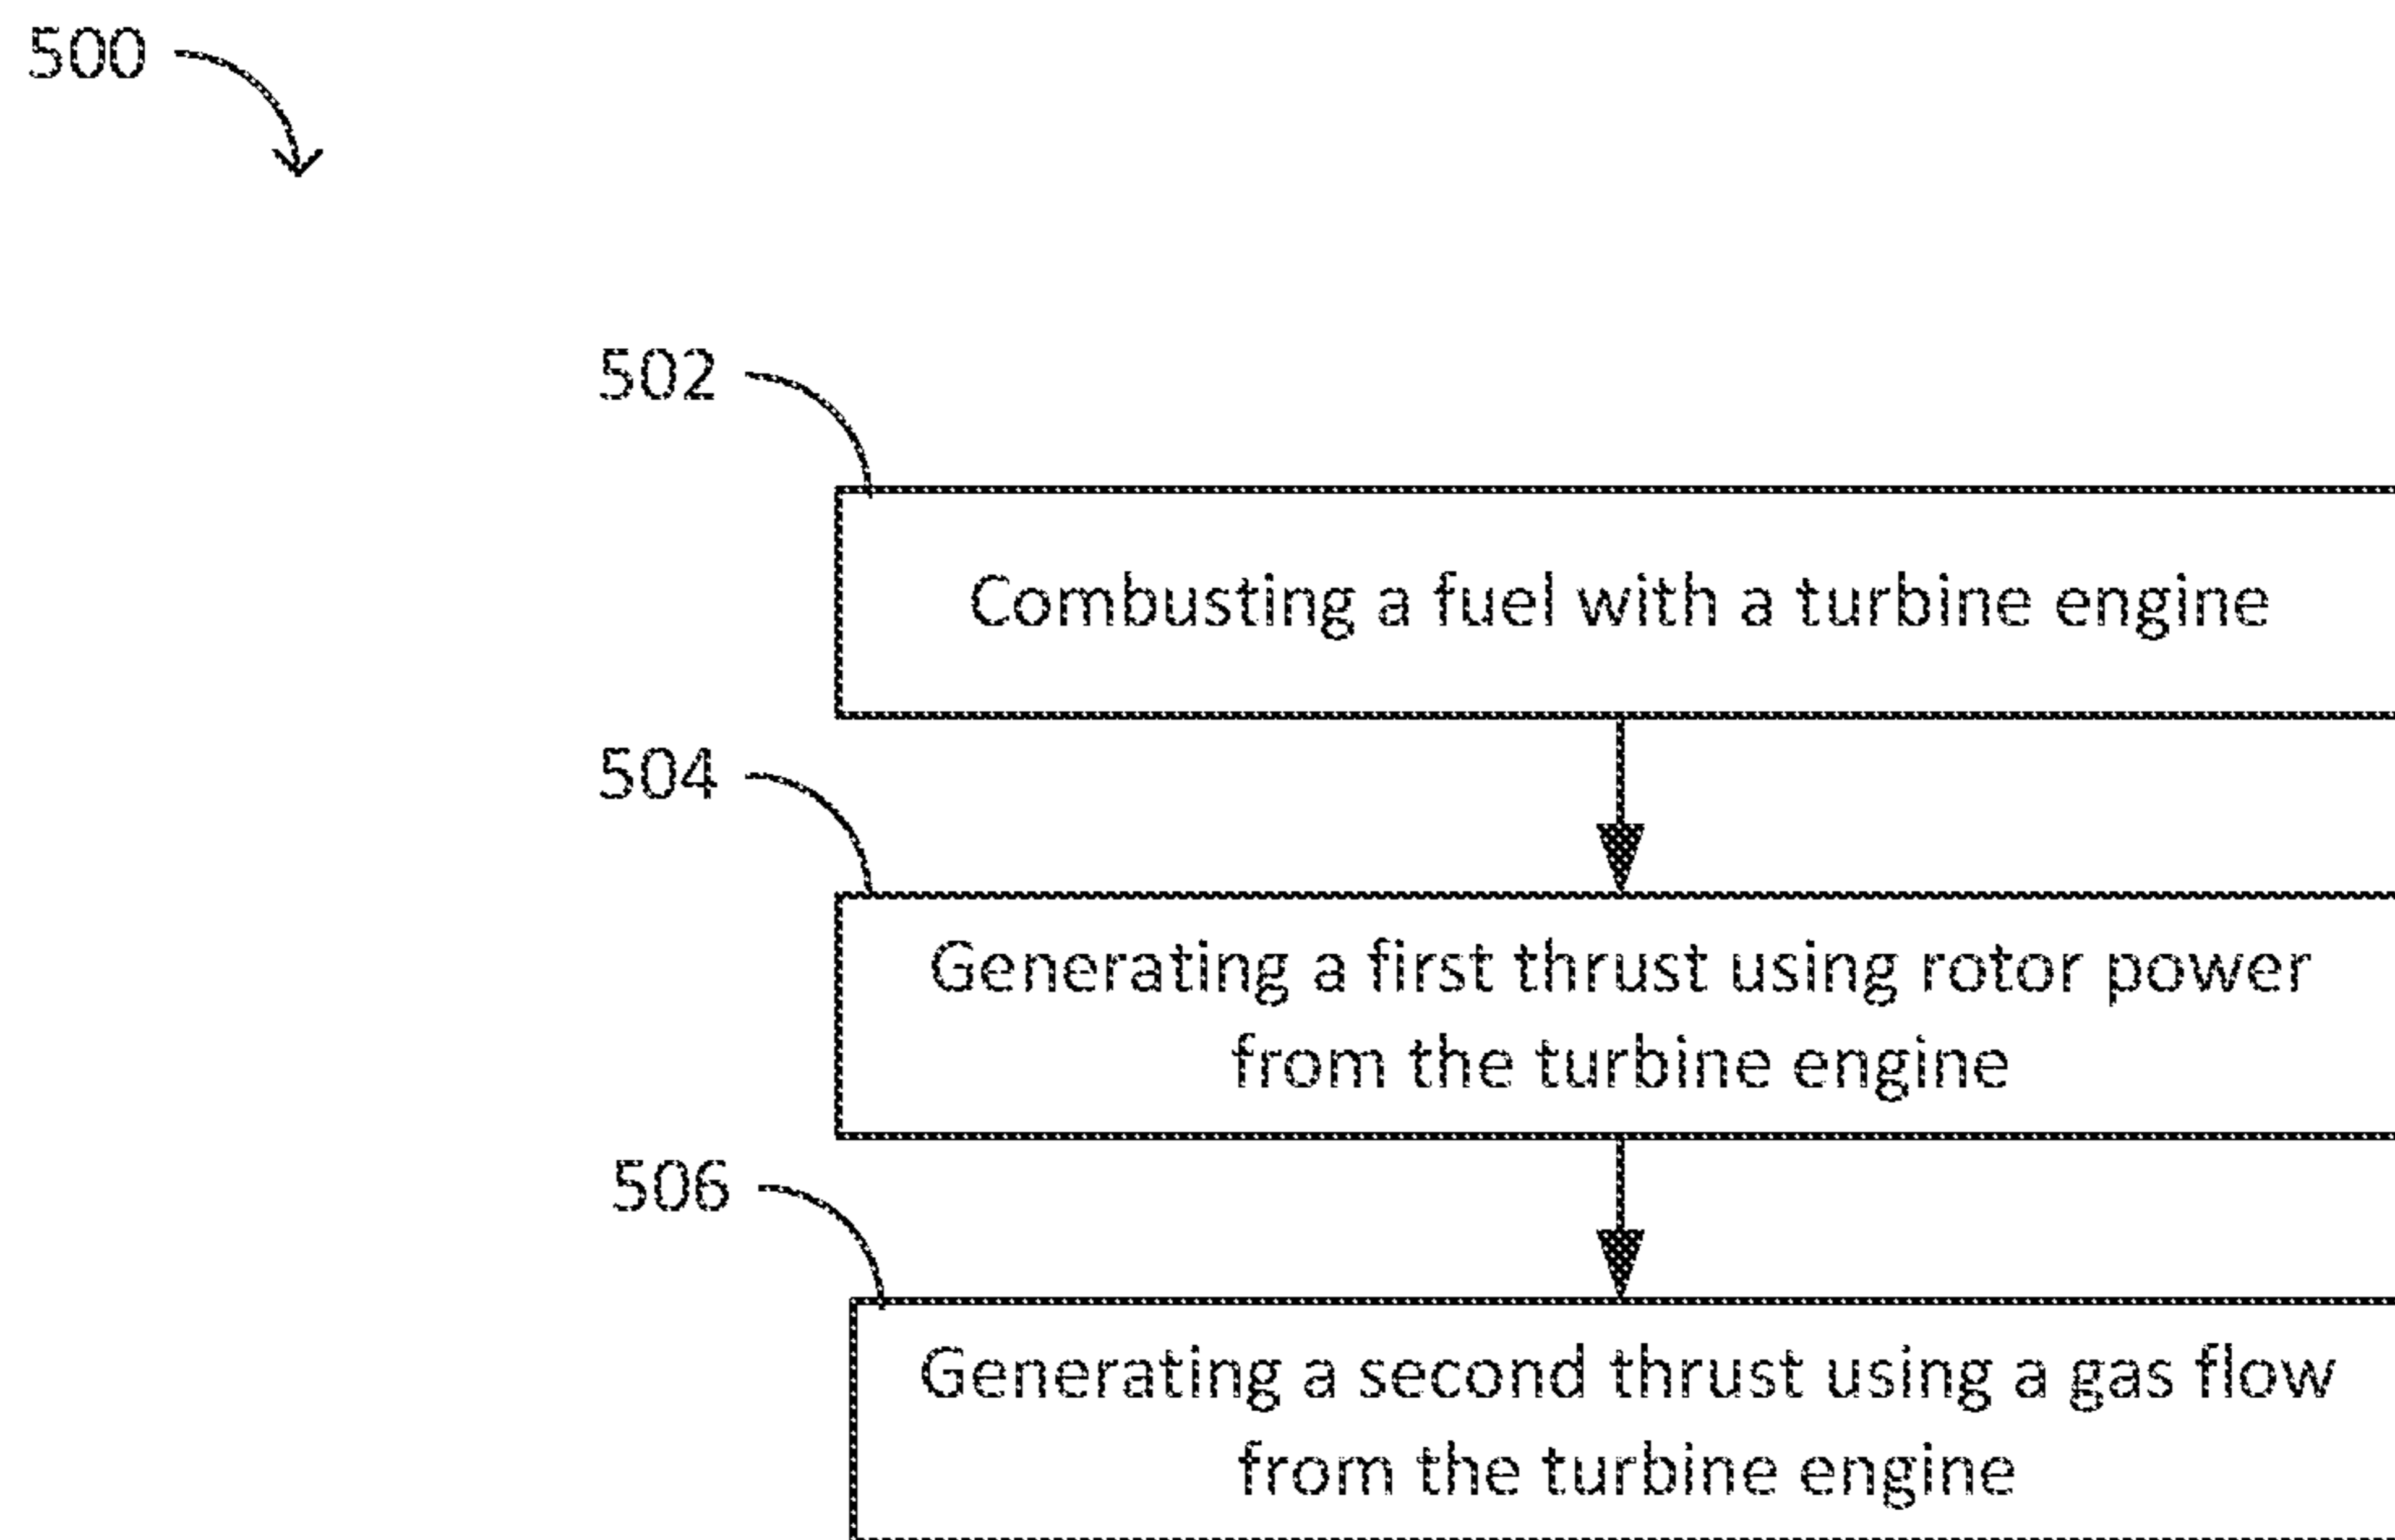 500
502
Combusting a fuel with a turbine engine
504
Generating a first thrust using rotor power
from the turbine engine
506
Generating a second thrust using a gas flow
from the turbine engine